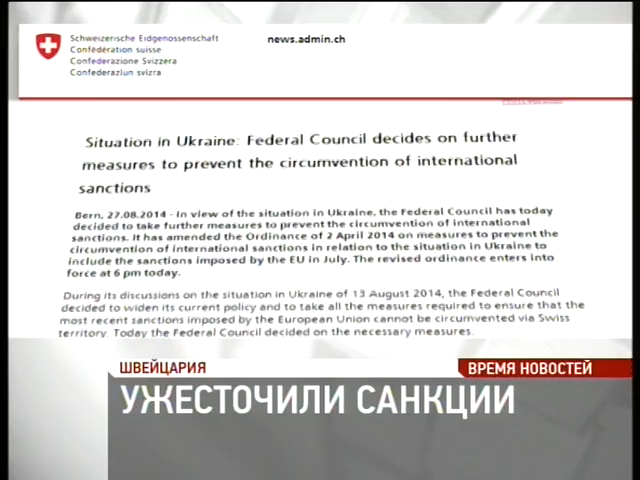 Schweizerische Eidgenossenschaft
Confédération suisse
Confederazione Svizzera
Confederaziun svizra
news.admin.ch
Situation in Ukraine: Federal Council decides on further
measures to prevent the circumvention of international
sanctions
Bern, 27.08.2014 - In view of the situation in Ukraine, the Federal Council has today
decided to take further measures to prevent the circumvention of international
sanctions. It has amended the Ordinance of 2 April 2014 on measures to prevent the
circumvention of international sanctions in relation to the situation in Ukraine to
include the sanctions imposed by the EU in July. The revised ordinance enters into
force at 6 pm today.
During its discussions on the situation in Ukraine of 13 August 2014, the Federal Council
decided to widen its current policy and to take all the measures required to ensure that the
most recent sanctions imposed by the European Union cannot be circumvented via Swiss
territory. Today the Federal Council decided on the necessary measures.
ШВЕЙЦАРИЯ
ВРЕМЯ НОВОСТЕЙ
УЖЕСТОЧИЛИ САНКЦИИ